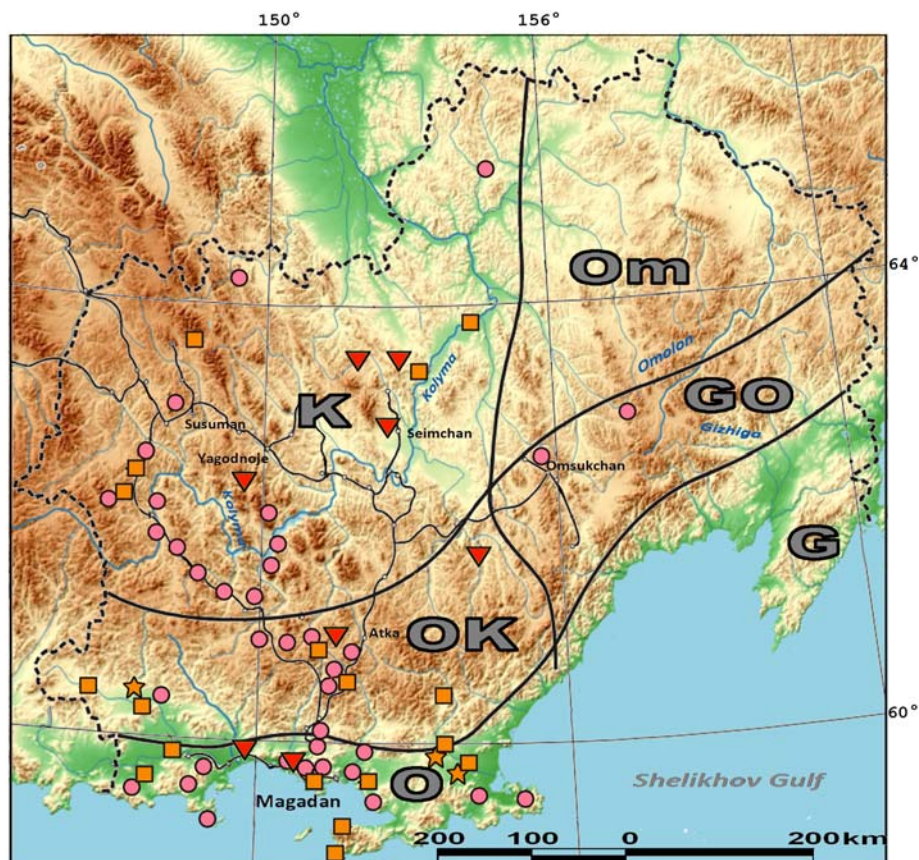 150°
156°
64°
Om
Omolon
GO
Kolyma
K
Gizhiga
Susuman
Seimchan
Yagodnoje
Omsukchan
Kolyma
G
OK
Atka
60°
O
Shelikhov Gulf
Magadan
200 100 0 200km